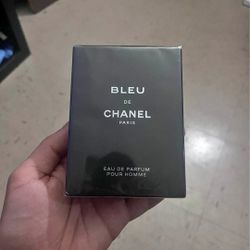 BLEU
DE
CHANEL
PARIS
EAU DE PARFUM
POUR HOMME